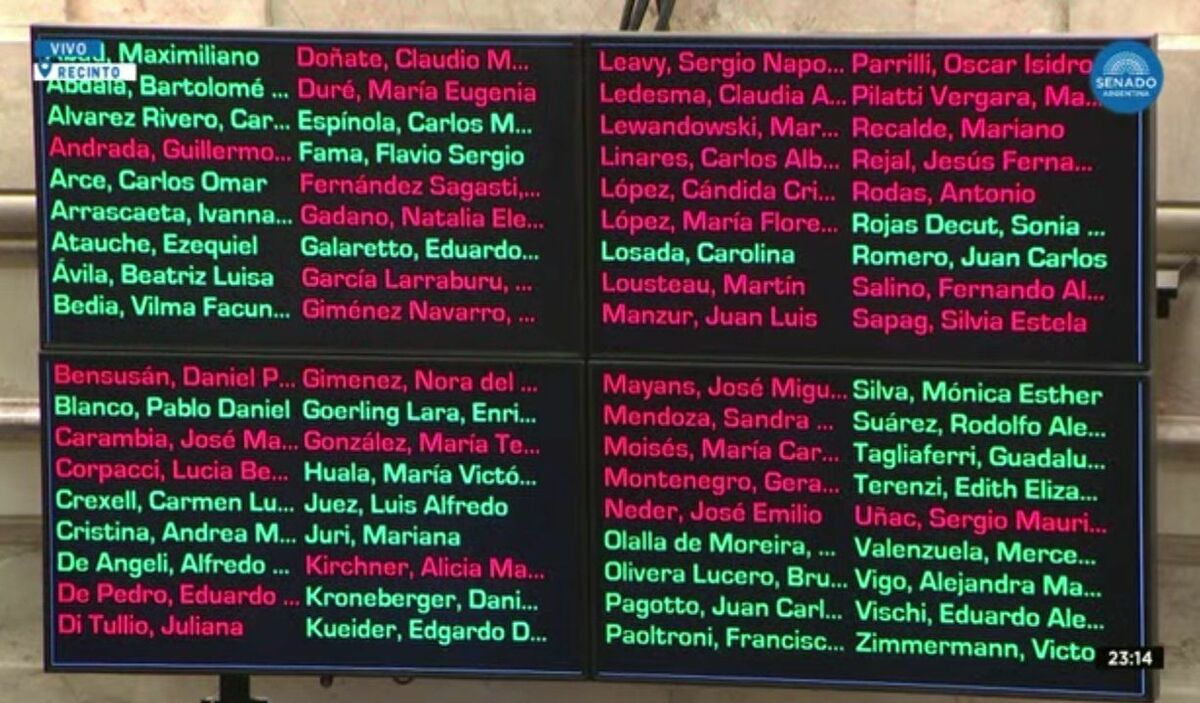 VIVO
RECINTO
SENADO
ARGENTINA
Abad, Maximiliano
Abdala, Bartolomé ...
Alvarez Rivero, Car...
Andrada, Guillermo...
Arce, Carlos Omar
Arrascaeta, Ivanna...
Atauche, Ezequiel
Ávila, Beatriz Luisa
Bedia, Vilma Facun...
Bensusán, Daniel P...
Blanco, Pablo Daniel
Carambia, José Ma...
Corpacci, Lucia Be...
Crexell, Carmen Lu...
Cristina, Andrea M...
De Angeli, Alfredo ...
De Pedro, Eduardo ...
Di Tullio, Juliana
Doñate, Claudio M...
Duré, María Eugenia
Espínola, Carlos M...
Fama, Flavio Sergio
Fernández Sagasti,...
Gadano, Natalia Ele...
Galaretto, Eduardo...
García Larraburu, ...
Giménez Navarro, ...
Gimenez, Nora del ...
Goerling Lara, Enri...
González, María Te...
Huala, María Victó...
Juez, Luis Alfredo
Juri, Mariana
Kirchner, Alicia Ma...
Kroneberger, Dani...
Kueider, Edgardo D...
Leavy, Sergio Napo...
Ledesma, Claudia A...
Lewandowski, Mar...
Linares, Carlos Alb...
López, Cándida Cri...
López, María Flore...
Losada, Carolina
Lousteau, Martín
Manzur, Juan Luis
Mayans, José Migu...
Mendoza, Sandra ...
Moisés, María Car...
Montenegro, Gera...
Neder, José Emilio
Olalla de Moreira, ...
Olivera Lucero, Bru...
Pagotto, Juan Carl...
Paoltroni, Francisc...
Parrilli, Oscar Isidro
Pilatti Vergara, Ma...
Recalde, Mariano
Rejal, Jesús Ferna...
Rodas, Antonio
Rojas Decut, Sonia ...
Romero, Juan Carlos
Salino, Fernando Al...
Sapag, Silvia Estela
Silva, Mónica Esther
Suárez, Rodolfo Ale...
Tagliaferri, Guadalu...
Terenzi, Edith Eliza...
Uñac, Sergio Mauri...
Valenzuela, Merce...
Vigo, Alejandra Ma...
Vischi, Eduardo Ale...
Zimmermann, Victo
23:14